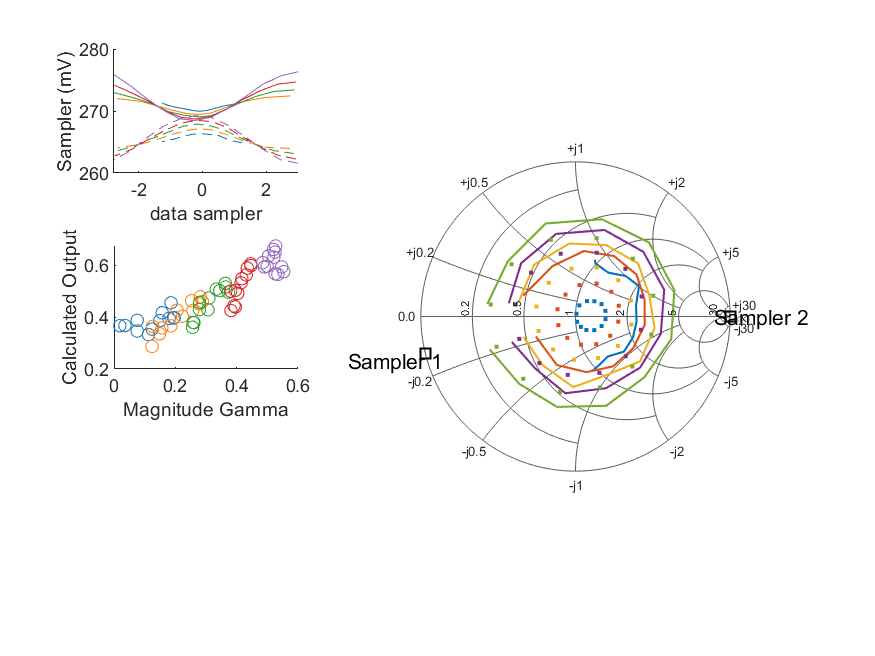 280
270
260
Sampler (mV)
-2
0
2
data sampler
0.6
0.4
0.2
Calculated Output
0
0.2
0.4
0.6
Magnitude Gamma
+j1
+j0.5
+j2
+j0.2
+j5
0.0
0.2
0.5
1
2
5
30
+j30
-j30
Sampler 2
Sampler 1
-j0.2
-j5
-j0.5
-j2
-j1